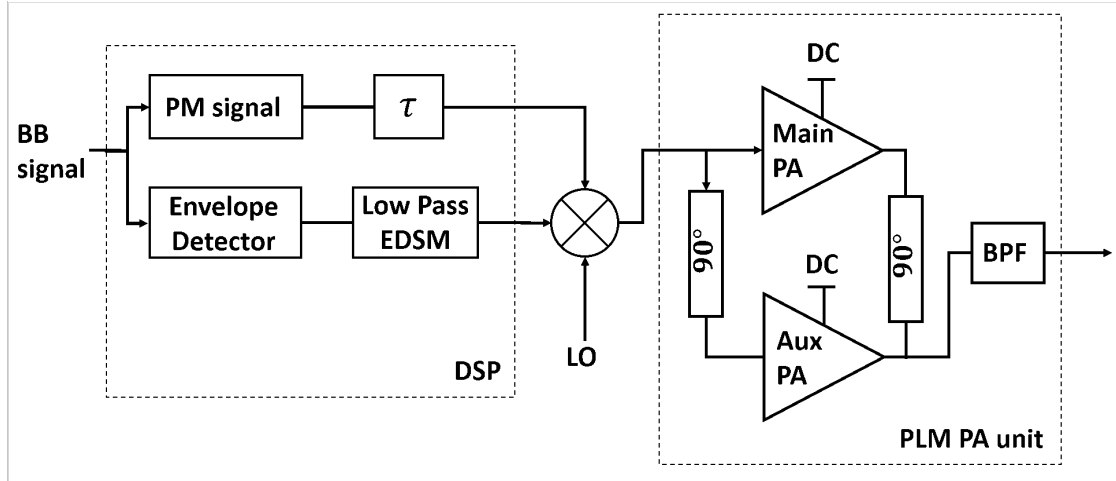 BB
signal
PM signal
τ
Envelope
Detector
Low Pass
EDSM
DSP
LO
DC
Main
PA
90°
90°
DC
Aux
PA
BPF
PLM PA unit